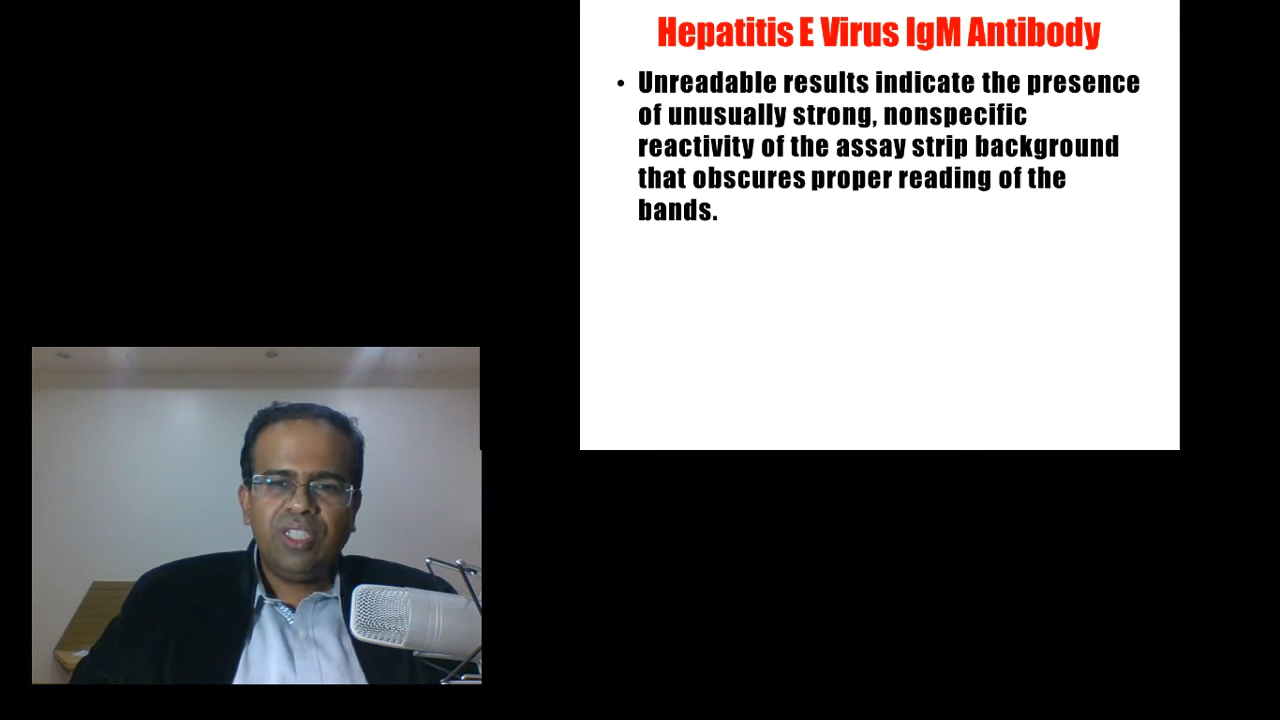 Hepatitis E Virus IgM Antibody
• Unreadable results indicate the presence
of unusually strong, nonspecific
reactivity of the assay strip background
that obscures proper reading of the
bands.